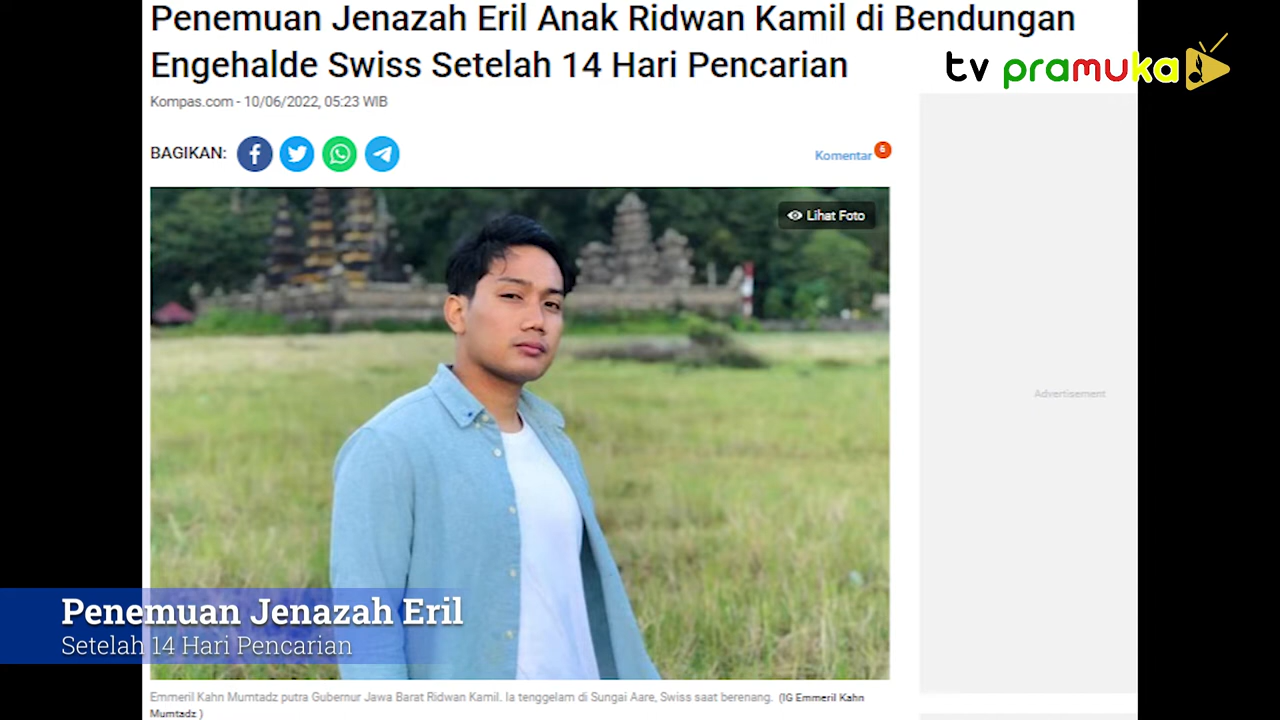 Penemuan Jenazah Eril Anak Ridwan Kamil di Bendungan
Engehalde Swiss Setelah 14 Hari Pencarian
tv pramuka
Kompas.com - 10/06/2022, 05:23 WIB
BAGIKAN:
Komentar 6
Lihat Foto
Advertisement
Penemuan Jenazah Eril
Setelah 14 Hari Pencarian
Emmeril Kahn Mumtadz putra Gubernur Jawa Barat Ridwan Kamil. Ia tenggelam di Sungai Aare, Swiss saat berenang. (IG Emmeril Kahn
Mumtadz )